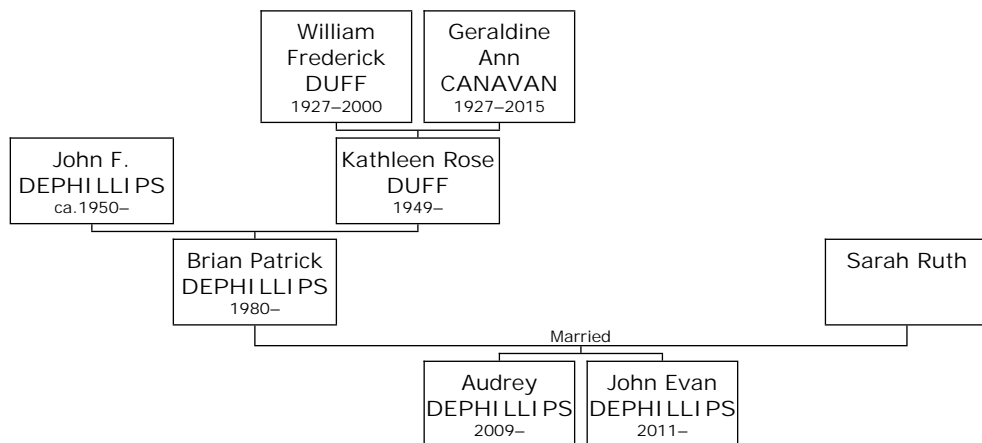 William
Frederick
DUFF
1927–2000
Geraldine
Ann
CANAVAN
1927–2015
John F.
DEPHILLIPS
ca.1950–
Kathleen Rose
DUFF
1949–
Brian Patrick
DEPHILLIPS
1980–
Sarah Ruth
Married
Audrey
DEPHILLIPS
2009–
John Evan
DEPHILLIPS
2011–